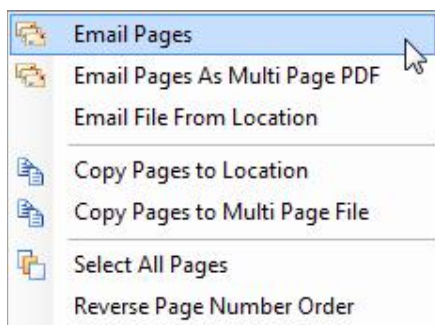 Email Pages
Email Pages As Multi Page PDF
Email File From Location
Copy Pages to Location
Copy Pages to Multi Page File
Select All Pages
Reverse Page Number Order